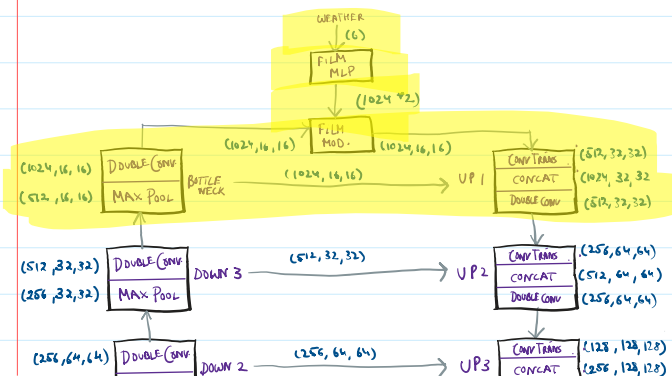 WEATHER
(6)
FILM
MLP
(1024 *2)
FILM
MOD.
(1024,16,16)
(1024,16,16)
(1024,16,16)
DOUBLE CONV.
(512,16,16)
MAX POOL
BOTTLE
NECK
(1024,16,16)
UP1
CONV TRANS.
(512,32,32)
CONCAT
(1024,32,32
DOUBLE CONV
(512,32,32)
(512,32,32)
DOUBLE CONV
(256,32,32)
MAX POOL
DOWN 3
(512,32,32)
UP2
CONV TRANS.
(256,64,64)
CONCAT
(512,64,64)
DOUBLE CONV
(256,64,64)
(256,64,64)
DOUBLE CONV.
DOWN 2
(256,64,64)
UP3
CONV TRANS
(128,128,128)
CONCAT
(256,128,128)